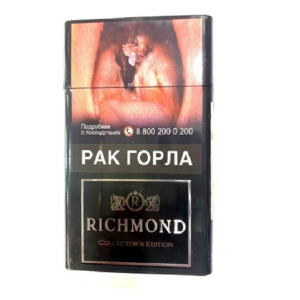 Подробнее
о последствиях 8 800 200 0 200
РАК ГОРЛА
R
RICHMOND
COLLECTOR'S EDITION